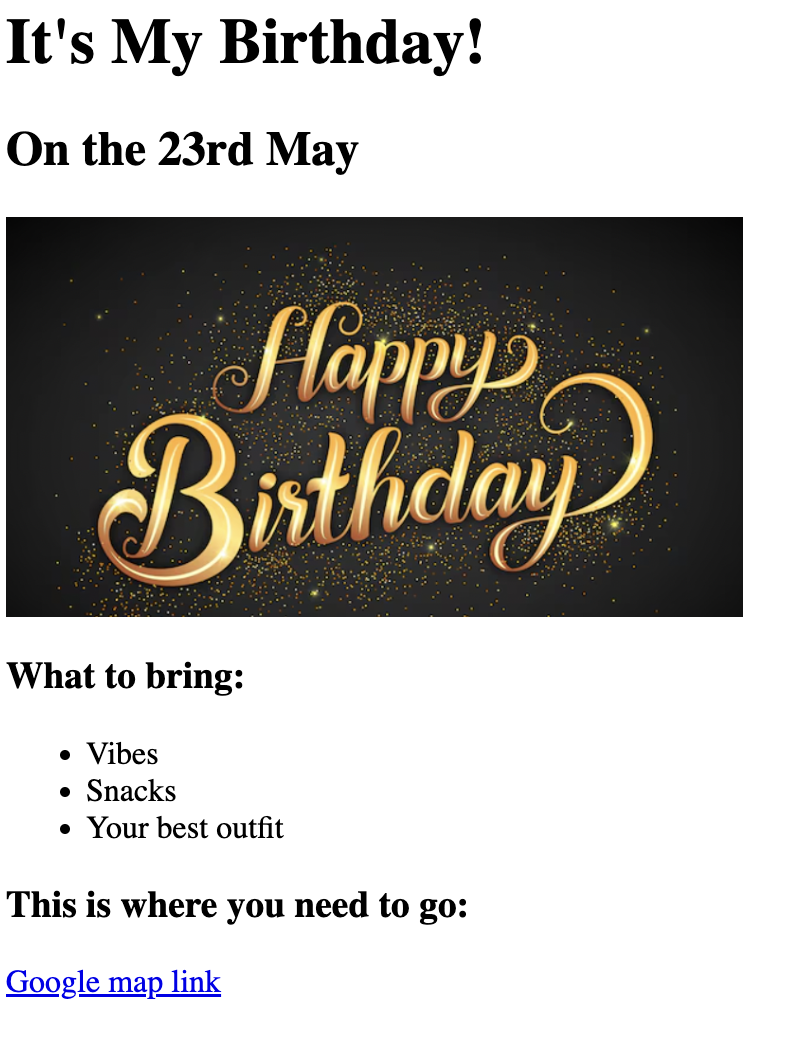 It's My Birthday!
On the 23rd May
Happy
Birthday
What to bring:
• Vibes
• Snacks
• Your best outfit
This is where you need to go:
Google map link